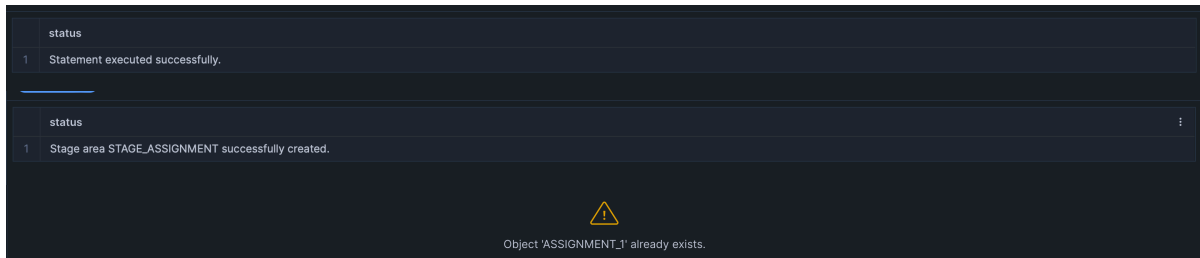 status
1 Statement executed successfully.
status
1 Stage area STAGE_ASSIGNMENT successfully created.
Object 'ASSIGNMENT_1' already exists.